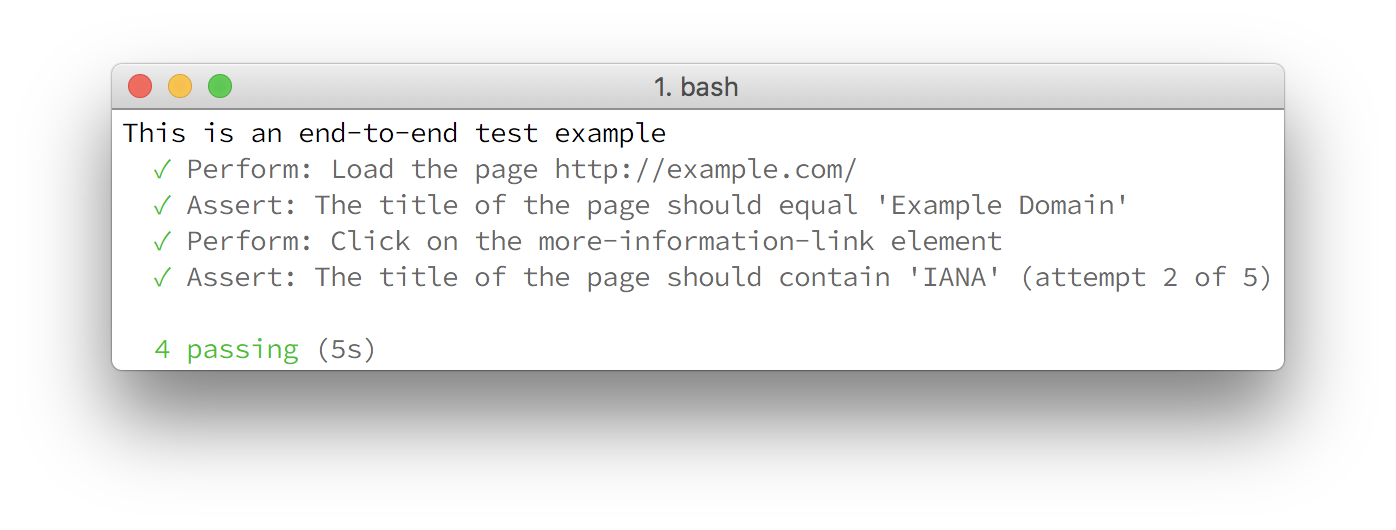 1. bash
This is an end-to-end test example
✓ Perform: Load the page http://example.com/
✓ Assert: The title of the page should equal 'Example Domain'
✓ Perform: Click on the more-information-link element
✓ Assert: The title of the page should contain 'IANA' (attempt 2 of 5)
4 passing (5s)